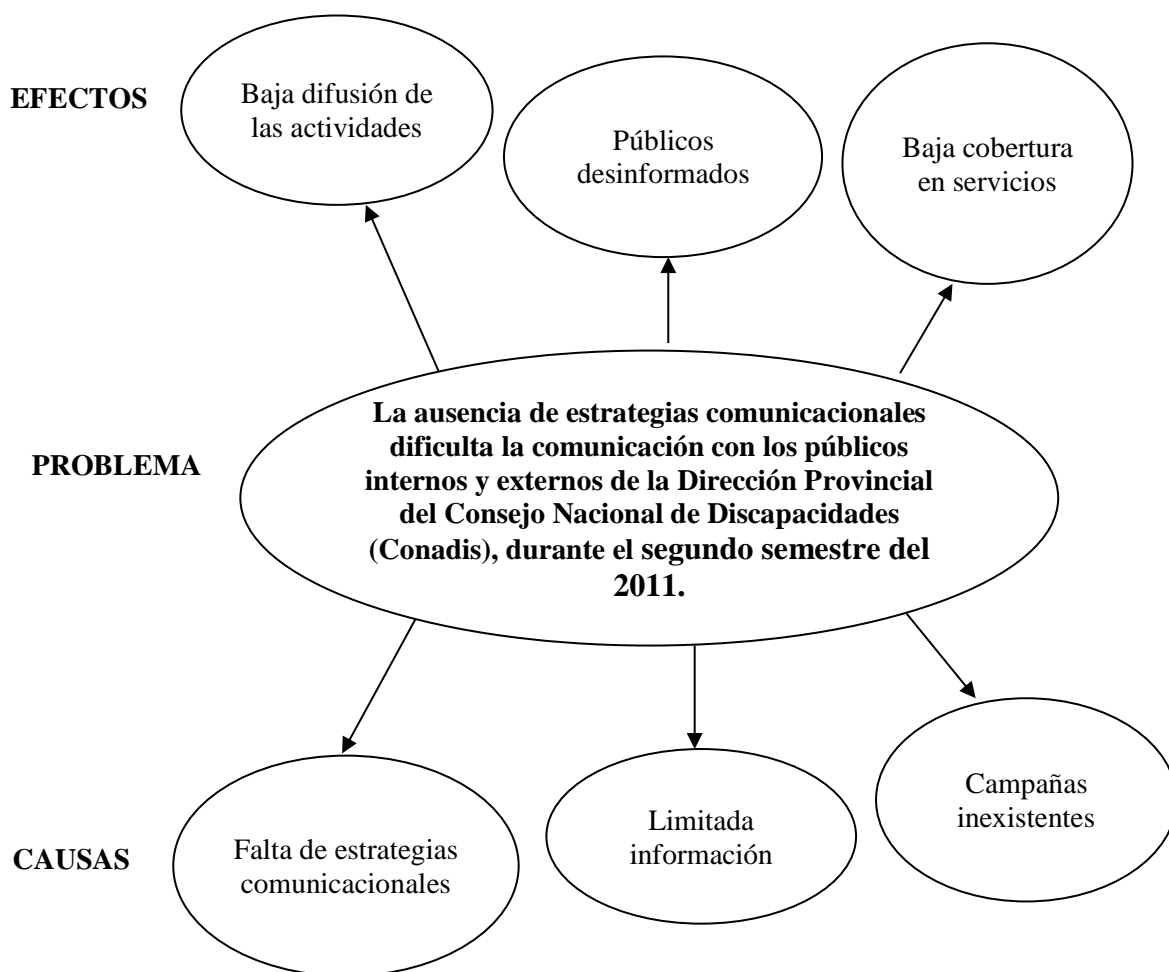 EFECTOS
Baja difusión de
las actividades
Públicos
desinformados
Baja cobertura
en servicios
PROBLEMA
La ausencia de estrategias comunicacionales
dificulta la comunicación con los públicos
internos y externos de la Dirección Provincial
del Consejo Nacional de Discapacidades
(Conadis), durante el segundo semestre del
2011.
CAUSAS
Falta de estrategias
comunicacionales
Limitada
información
Campañas
inexistentes